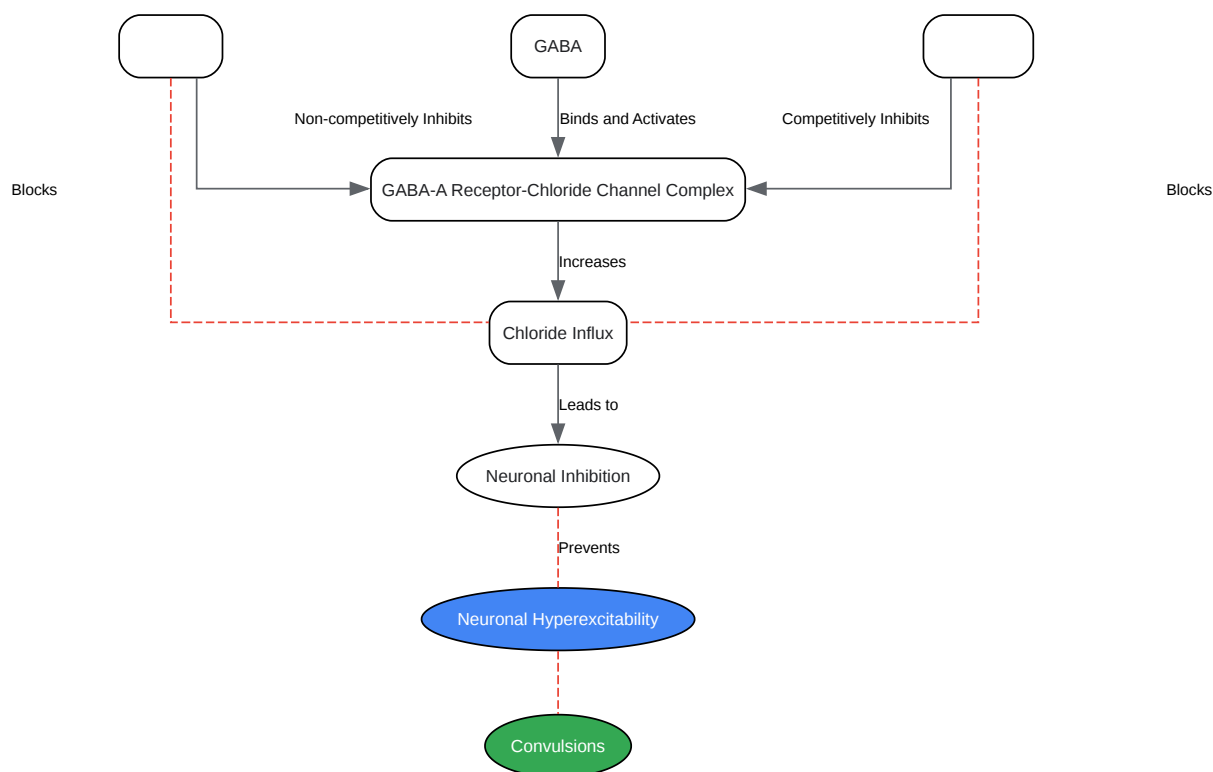 GABA
Non-competitively Inhibits
Binds and Activates
Competitively Inhibits
Blocks
GABA-A Receptor-Chloride Channel Complex
Blocks
Increases
Chloride Influx
Leads to
Neuronal Inhibition
Prevents
Neuronal Hyperexcitability
Convulsions